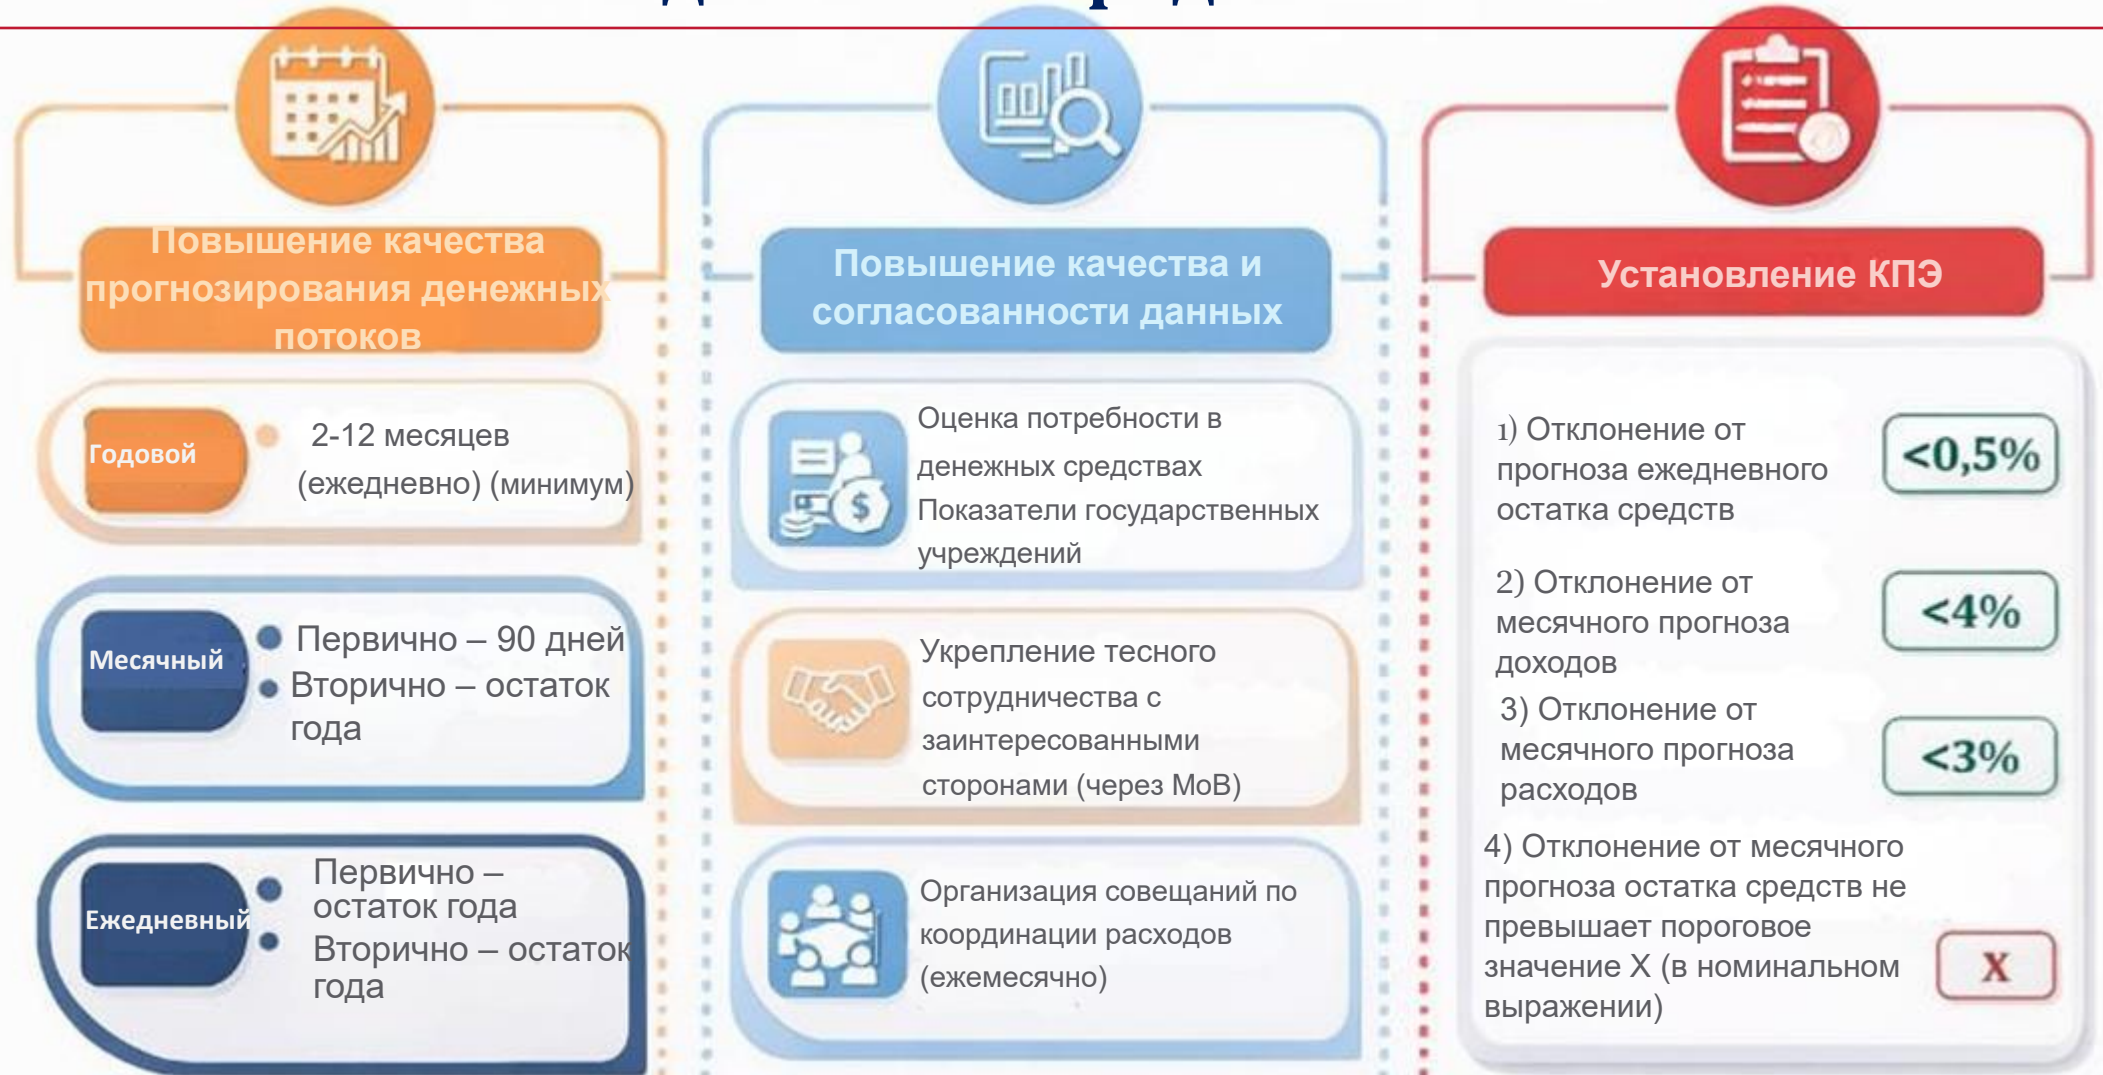 Повышение качества
прогнозирования денежных
потоков
Годовой
2-12 месяцев
(ежедневно) (минимум)
Месячный
Первично – 90 дней
Вторично – остаток
года
Ежедневный
Первично –
остаток года
Вторично – остаток
года
Повышение качества и
согласованности данных
$
Оценка потребности в
денежных средствах
Показатели государственных
учреждений
Укрепление тесного
сотрудничества с
заинтересованными
сторонами (через МоВ)
Организация совещаний по
координации расходов
(ежемесячно)
Установление КПЭ
1) Отклонение от
прогноза ежедневного
остатка средств
<0,5%
2) Отклонение от
месячного прогноза
доходов
<4%
3) Отклонение от
месячного прогноза
расходов
<3%
4) Отклонение от месячного
прогноза остатка средств не
превышает пороговое
значение X (в номинальном
выражении)
X